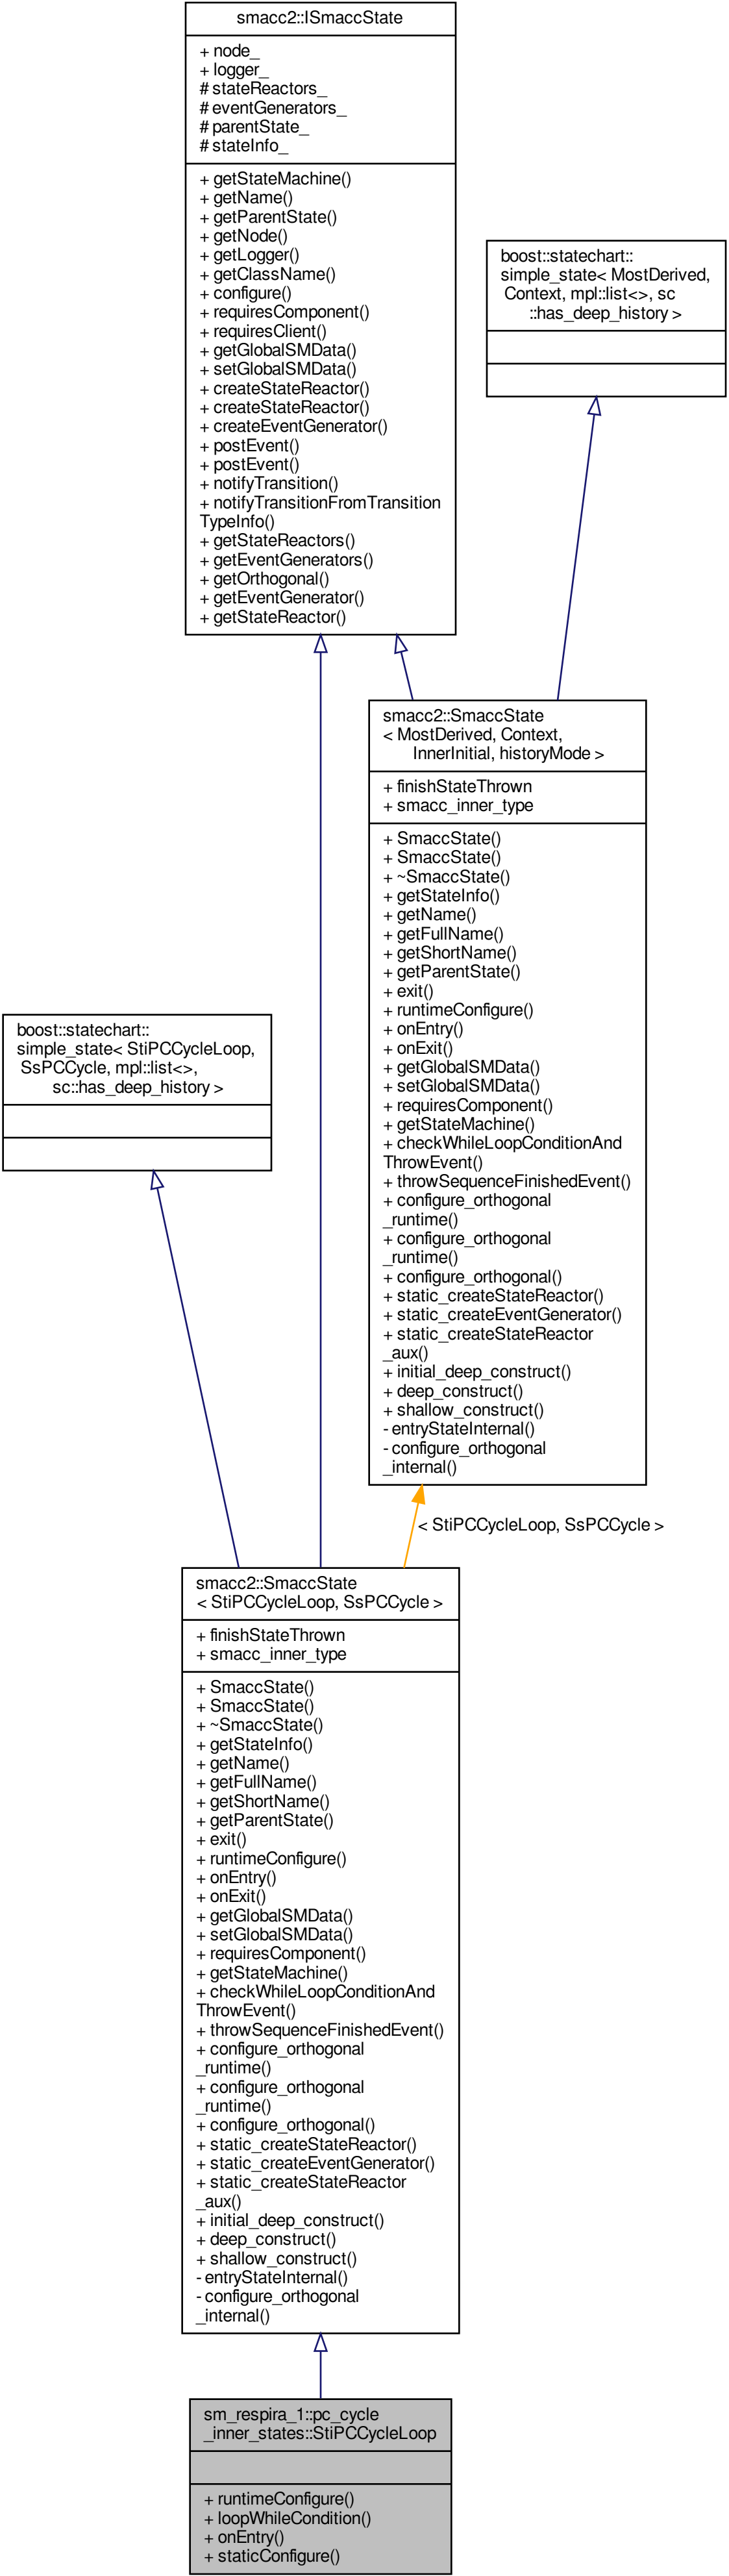 smacc2::ISmaccState
+ node_
+ logger_
# stateReactors_
# eventGenerators_
# parentState_
# stateInfo_
+ getStateMachine()
+ getName()
+ getParentState()
+ getNode()
+ getLogger()
+ getClassName()
+ configure()
+ requiresComponent()
+ requiresClient()
+ getGlobalSMData()
+ setGlobalSMData()
+ createStateReactor()
+ createStateReactor()
+ createEventGenerator()
+ postEvent()
+ postEvent()
+ notifyTransition()
+ notifyTransitionFromTransition
TypeInfo()
+ getStateReactors()
+ getEventGenerators()
+ getOrthogonal()
+ getEventGenerator()
+ getStateReactor()
boost::statechart::
simple_state< MostDerived,
Context, mpl::list<>, sc
::has_deep_history >
smacc2::SmaccState
< MostDerived, Context,
InnerInitial, historyMode >
+ finishStateThrown
+ smacc_inner_type
+ SmaccState()
+ SmaccState()
+ ~SmaccState()
+ getStateInfo()
+ getName()
+ getFullName()
+ getShortName()
+ getParentState()
+ exit()
+ runtimeConfigure()
+ onEntry()
+ onExit()
+ getGlobalSMData()
+ setGlobalSMData()
+ requiresComponent()
+ getStateMachine()
+ checkWhileLoopConditionAnd
ThrowEvent()
+ throwSequenceFinishedEvent()
+ configure_orthogonal
_runtime()
+ configure_orthogonal
_runtime()
+ configure_orthogonal()
+ static_createStateReactor()
+ static_createEventGenerator()
+ static_createStateReactor
_aux()
+ initial_deep_construct()
+ deep_construct()
+ shallow_construct()
- entryStateInternal()
- configure_orthogonal
_internal()
boost::statechart::
simple_state< StiPCCycleLoop,
SsPCCycle, mpl::list<>,
sc::has_deep_history >
< StiPCCycleLoop, SsPCCycle >
smacc2::SmaccState
< StiPCCycleLoop, SsPCCycle >
+ finishStateThrown
+ smacc_inner_type
+ SmaccState()
+ SmaccState()
+ ~SmaccState()
+ getStateInfo()
+ getName()
+ getFullName()
+ getShortName()
+ getParentState()
+ exit()
+ runtimeConfigure()
+ onEntry()
+ onExit()
+ getGlobalSMData()
+ setGlobalSMData()
+ requiresComponent()
+ getStateMachine()
+ checkWhileLoopConditionAnd
ThrowEvent()
+ throwSequenceFinishedEvent()
+ configure_orthogonal
_runtime()
+ configure_orthogonal
_runtime()
+ configure_orthogonal()
+ static_createStateReactor()
+ static_createEventGenerator()
+ static_createStateReactor
_aux()
+ initial_deep_construct()
+ deep_construct()
+ shallow_construct()
- entryStateInternal()
- configure_orthogonal
_internal()
sm_respira_1::pc_cycle
_inner_states::StiPCCycleLoop
+ runtimeConfigure()
+ loopWhileCondition()
+ onEntry()
+ staticConfigure()